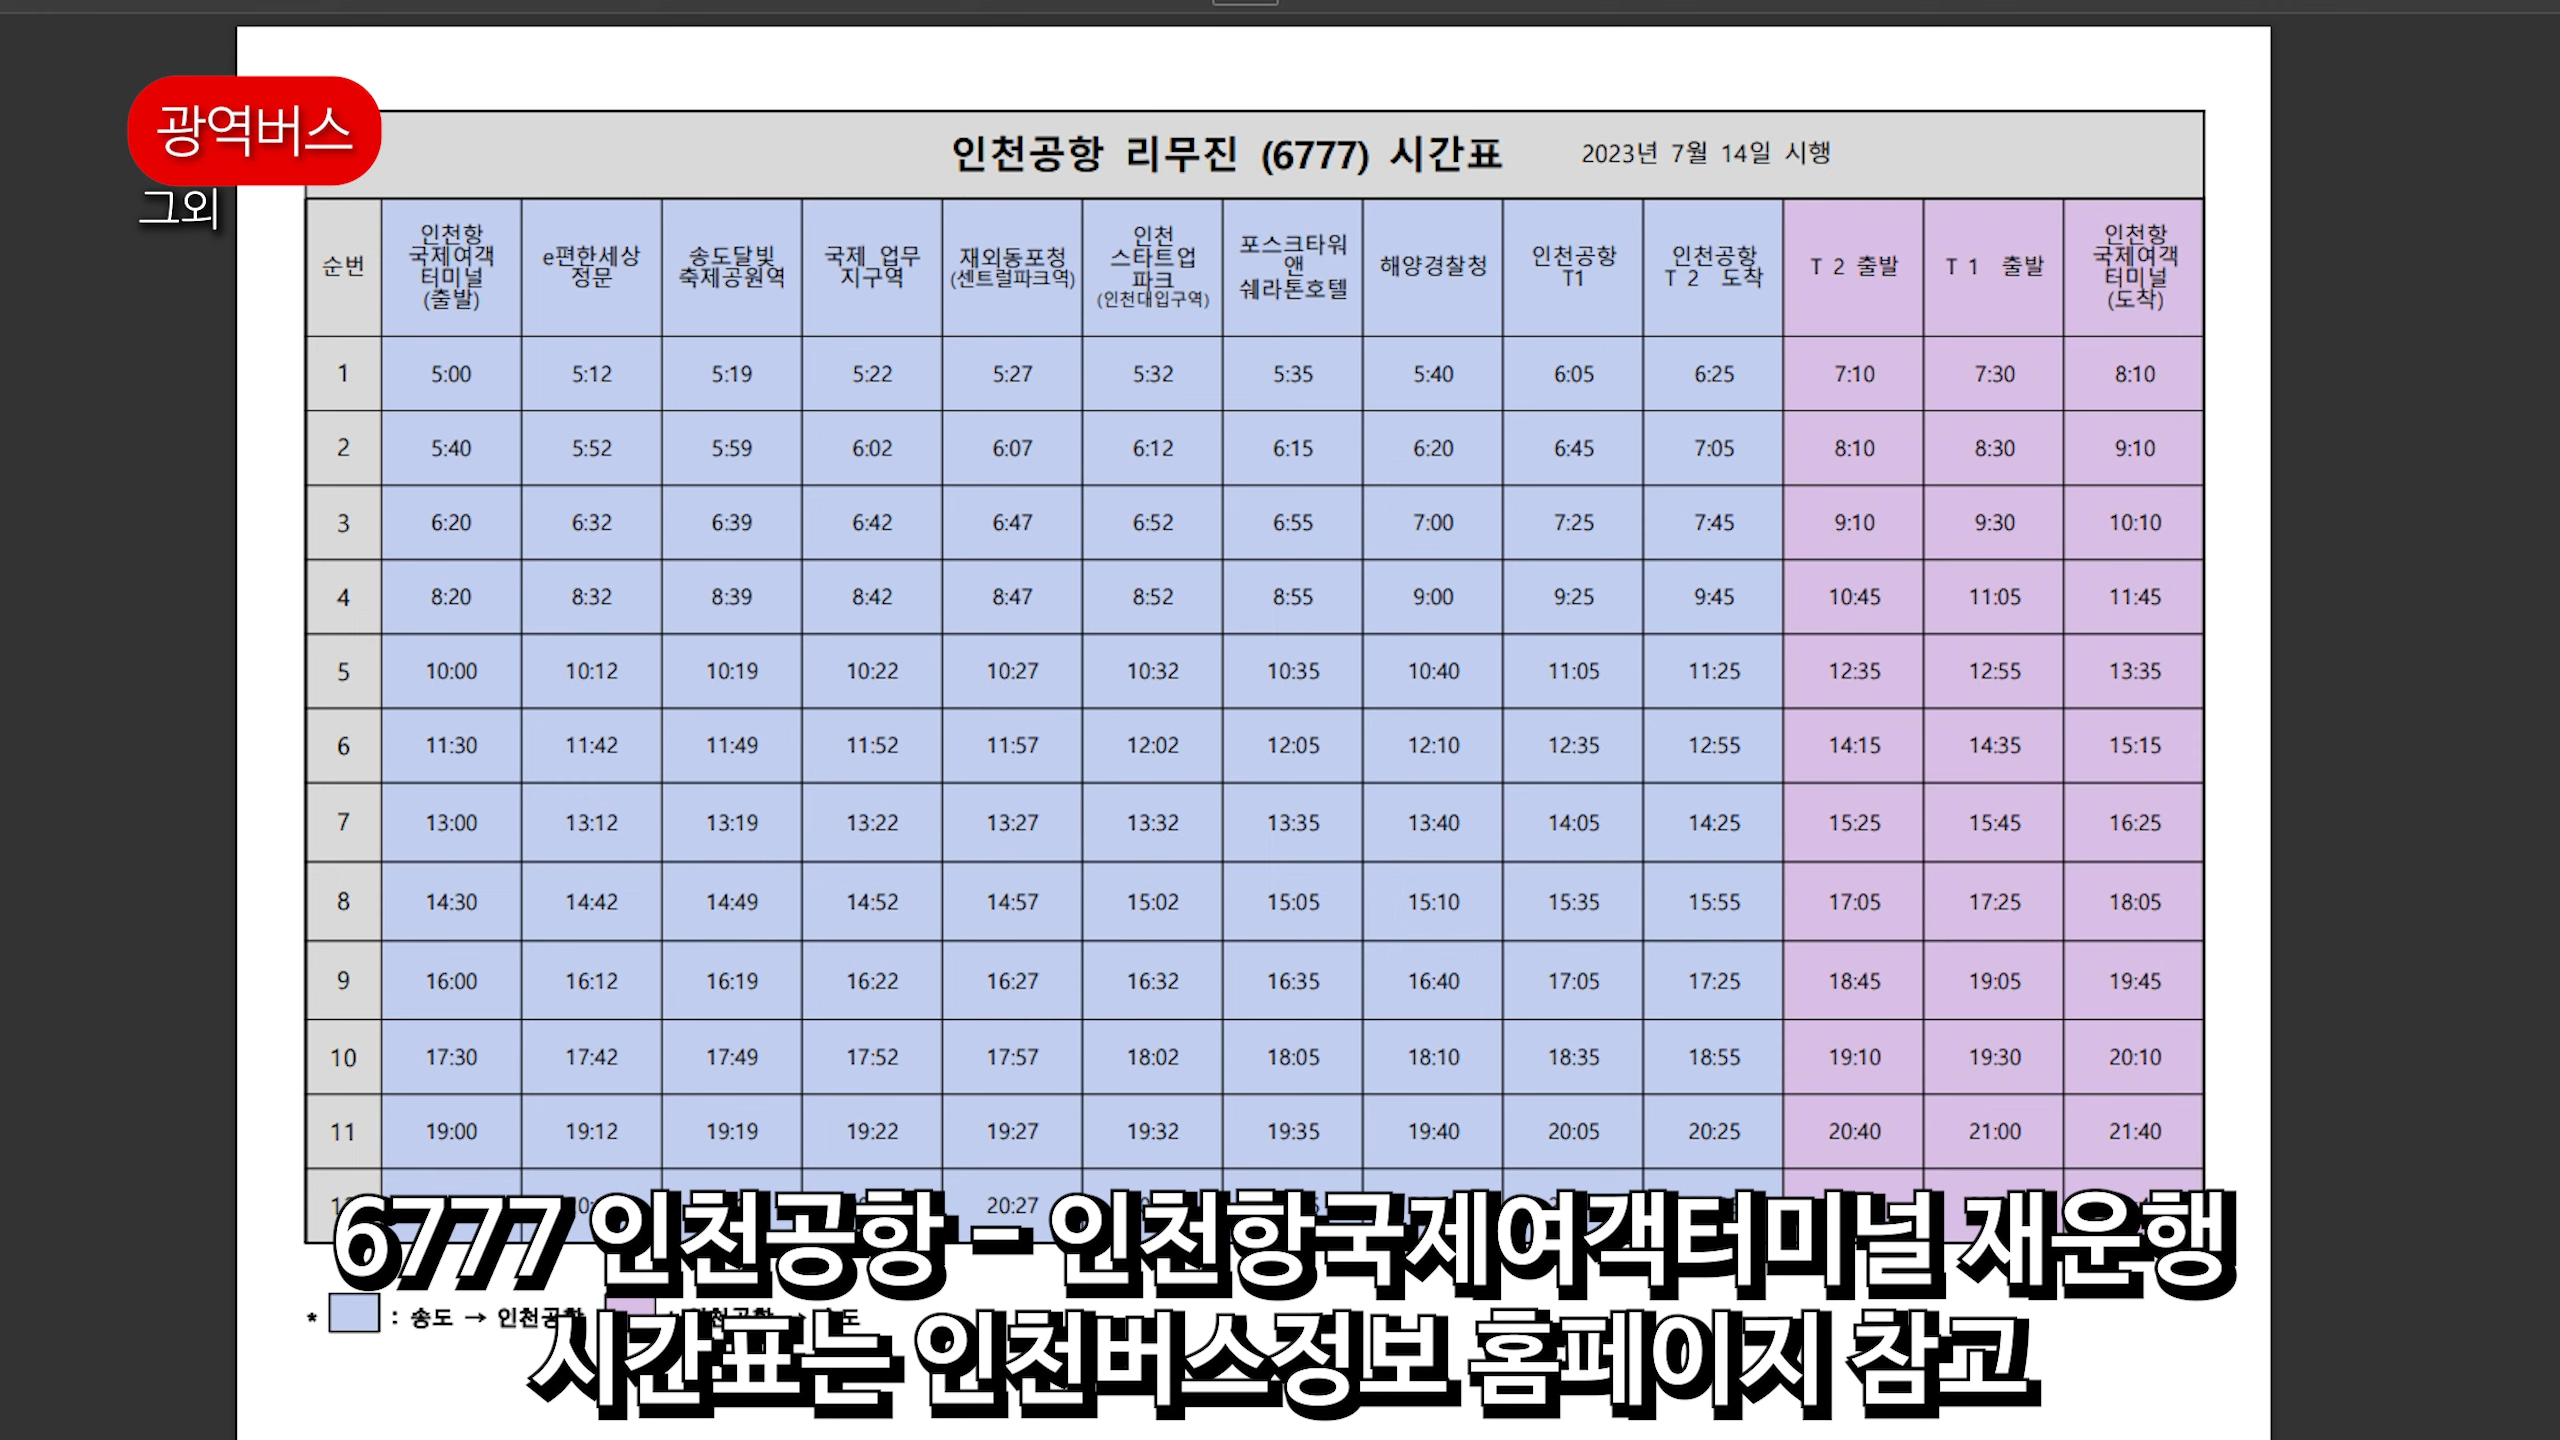 광역버스
그외
인천공항 리무진 (6777) 시간표 2023년 7월 14일 시행
순번 인천항 국제여객 터미널 (출발) e편한세상 정문 송도달빛 축제공원역 국제 업무 지구역 재외동포청 (센트럴파크역) 인천 스타트업 파크 (인천대입구역) 포스크타워 앤 쉐라톤호텔 해양경찰청 인천공항 T1 인천공항 T 2 도착 T 2 출발 T 1 출발 인천항 국제여객 터미널 (도착)
1 5:00 5:12 5:19 5:22 5:27 5:32 5:35 5:40 6:05 6:25 7:10 7:30 8:10
2 5:40 5:52 5:59 6:02 6:07 6:12 6:15 6:20 6:45 7:05 8:10 8:30 9:10
3 6:20 6:32 6:39 6:42 6:47 6:52 6:55 7:00 7:25 7:45 9:10 9:30 10:10
4 8:20 8:32 8:39 8:42 8:47 8:52 8:55 9:00 9:25 9:45 10:45 11:05 11:45
5 10:00 10:12 10:19 10:22 10:27 10:32 10:35 10:40 11:05 11:25 12:35 12:55 13:35
6 11:30 11:42 11:49 11:52 11:57 12:02 12:05 12:10 12:35 12:55 14:15 14:35 15:15
7 13:00 13:12 13:19 13:22 13:27 13:32 13:35 13:40 14:05 14:25 15:25 15:45 16:25
8 14:30 14:42 14:49 14:52 14:57 15:02 15:05 15:10 15:35 15:55 17:05 17:25 18:05
9 16:00 16:12 16:19 16:22 16:27 16:32 16:35 16:40 17:05 17:25 18:45 19:05 19:45
10 17:30 17:42 17:49 17:52 17:57 18:02 18:05 18:10 18:35 18:55 19:10 19:30 20:10
11 19:00 19:12 19:19 19:22 19:27 19:32 19:35 19:40 20:05 20:25 20:40 21:00 21:40
20:27
6777 인천공항 - 인천항국제여객터미널 재운행
* : 송도 →
시간표는 인천버스정보 홈페이지 참고